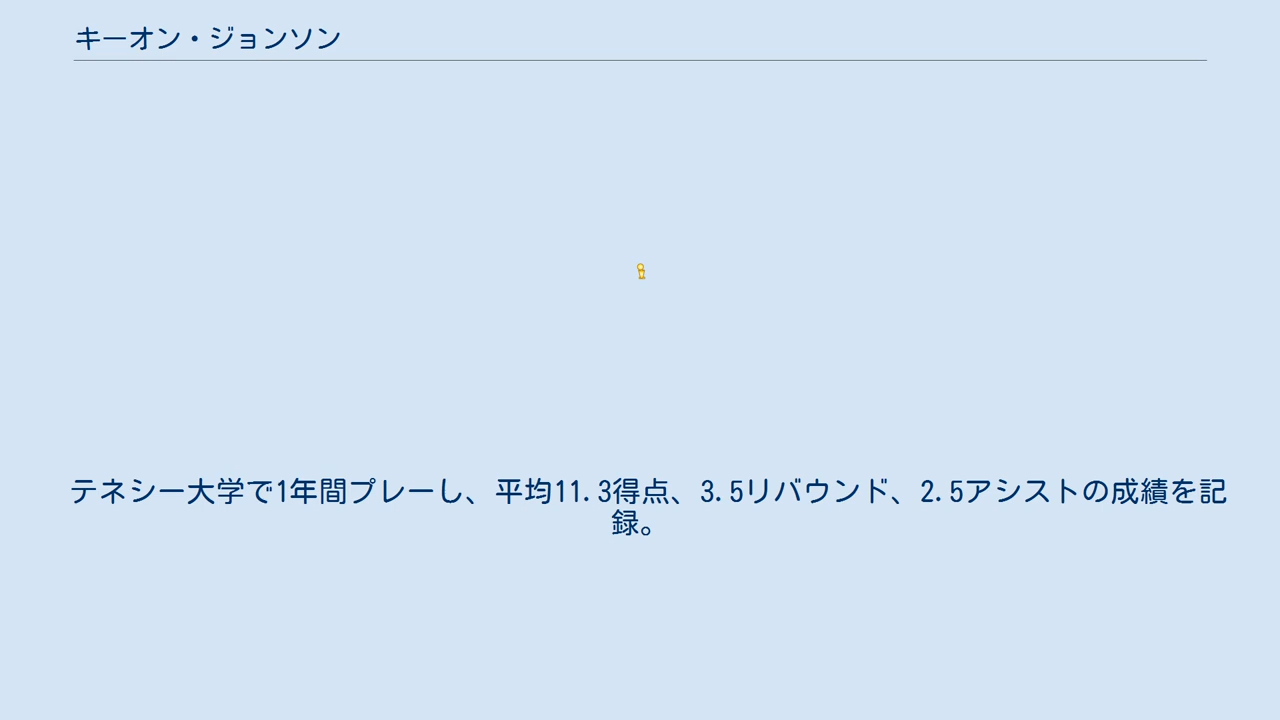 キーオン・ジョンソン
テネシー大学で1年間プレーし、平均11.3得点、3.5リバウンド、2.5アシストの成績を記
録。